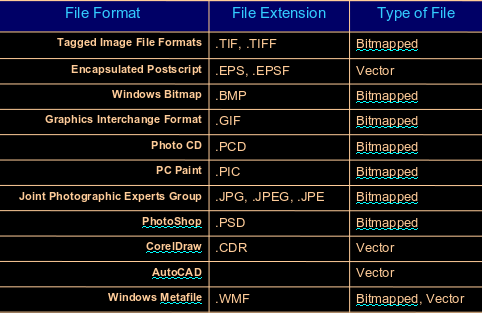 File Format File Extension Type of File
Tagged Image File Formats .TIF, .TIFF Bitmapped
Encapsulated Postscript .EPS, .EPSF Vector
Windows Bitmap .BMP Bitmapped
Graphics Interchange Format .GIF Bitmapped
Photo CD .PCD Bitmapped
PC Paint .PIC Bitmapped
Joint Photographic Experts Group .JPG, .JPEG, .JPE Bitmapped
PhotoShop .PSD Bitmapped
CorelDraw .CDR Vector
AutoCAD Vector
Windows Metafile .WMF Bitmapped, Vector